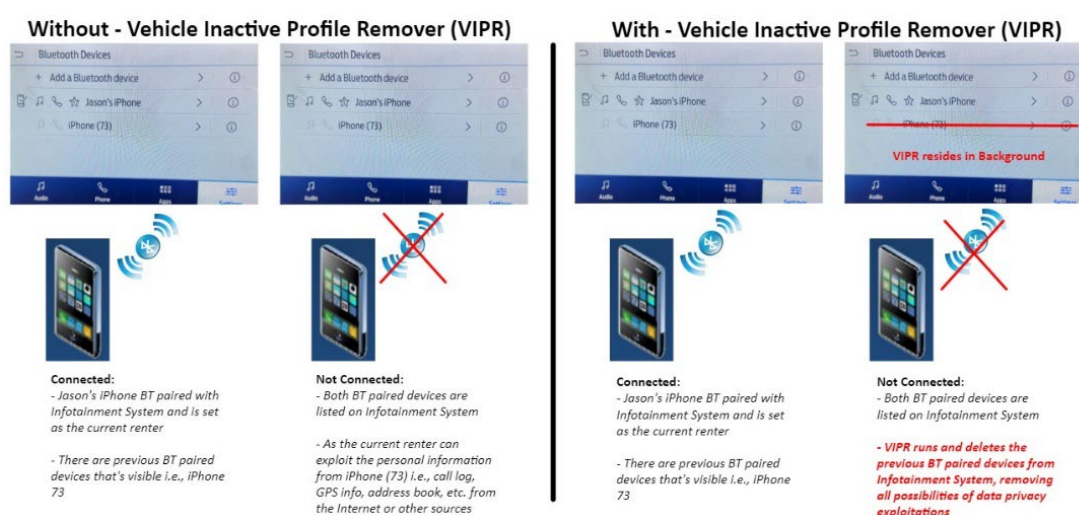 Without - Vehicle Inactive Profile Remover (VIPR)
Bluetooth Devices
+ Add a Bluetooth device
Jason's iPhone
iPhone (73)
Audio Phone Apps Settings
Bluetooth Devices
+ Add a Bluetooth device
Jason's iPhone
iPhone (73)
Audio Phone Apps Settings
Connected:
- Jason's iPhone BT paired with
Infotainment System and is set
as the current renter
- There are previous BT paired
devices that's visible i.e., iPhone
73
Not Connected:
- Both BT paired devices are
listed on Infotainment System
- As the current renter can
exploit the personal information
from iPhone (73) i.e., call log,
GPS info, address book, etc. from
the Internet or other sources
With - Vehicle Inactive Profile Remover (VIPR)
Bluetooth Devices
+ Add a Bluetooth device
Jason's iPhone
iPhone (73)
Audio Phone Apps Settings
Bluetooth Devices
+ Add a Bluetooth device
Jason's iPhone
iPhone (73)
VIPR resides in Background
Audio Phone Apps Settings
Connected:
- Jason's iPhone BT paired with
Infotainment System and is set
as the current renter
- There are previous BT paired
devices that's visible i.e., iPhone
73
Not Connected:
- Both BT paired devices are
listed on Infotainment System
- VIPR runs and deletes the
previous BT paired devices from
Infotainment System, removing
all possibilities of data privacy
exploitations